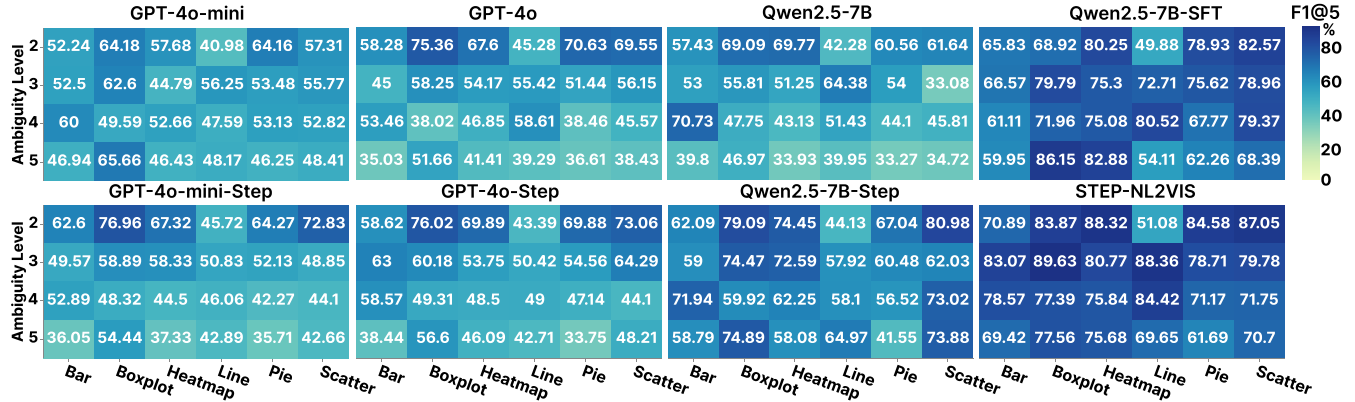 GPT-4o-mini GPT-4o Qwen2.5-7B Qwen2.5-7B-SFT F1@5
%
2 52.24 64.18 57.68 40.98 64.16 57.31 58.28 75.36 67.6 45.28 70.63 69.55 57.43 69.09 69.77 42.28 60.56 61.64 65.83 68.92 80.25 49.88 78.93 82.57 80
3 52.5 62.6 44.79 56.25 53.48 55.77 45 58.25 54.17 55.42 51.44 56.15 53 55.81 51.25 64.38 54 33.08 66.57 79.79 75.3 72.71 75.62 78.96 60
4 60 49.59 52.66 47.59 53.13 52.82 53.46 38.02 46.85 58.61 38.46 45.57 70.73 47.75 43.13 51.43 44.1 45.81 61.11 71.96 75.08 80.52 67.77 79.37 40
5 46.94 65.66 46.43 48.17 46.25 48.41 35.03 51.66 41.41 39.29 36.61 38.43 39.8 46.97 33.93 39.95 33.27 34.72 59.95 86.15 82.88 54.11 62.26 68.39 20
0
Ambiguity Level
GPT-4o-mini-Step GPT-4o-Step Qwen2.5-7B-Step STEP-NL2VIS
2 62.6 76.96 67.32 45.72 64.27 72.83 58.62 76.02 69.89 43.39 69.88 73.06 62.09 79.09 74.45 44.13 67.04 80.98 70.89 83.87 88.32 51.08 84.58 87.05
3 49.57 58.89 58.33 50.83 52.13 48.85 63 60.18 53.75 50.42 54.56 64.29 59 74.47 72.59 57.92 60.48 62.03 83.07 89.63 80.77 88.36 78.71 79.78
4 52.89 48.32 44.5 46.06 42.27 44.1 58.57 49.31 48.5 49 47.14 44.1 71.94 59.92 62.25 58.1 56.52 73.02 78.57 77.39 75.84 84.42 71.17 71.75
5 36.05 54.44 37.33 42.89 35.71 42.66 38.44 56.6 46.09 42.71 33.75 48.21 58.79 74.89 58.08 64.97 41.55 73.88 69.42 77.56 75.68 69.65 61.69 70.7
Ambiguity Level
Bar Boxplot Heatmap Line Pie Scatter Bar Boxplot Heatmap Line Pie Scatter Bar Boxplot Heatmap Line Pie Scatter Bar Boxplot Heatmap Line Pie Scatter